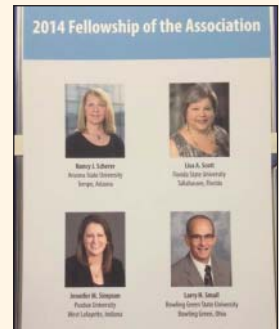 2014 Fellowship of the Association
Nancy J. Scherer
Arizona State University
Tempe, Arizona
Lisa A. Scott
Florida State University
Tallahassee, Florida
Jennifer M. Simpson
Purdue University
West Lafayette, Indiana
Larry H. Small
Bowling Green State University
Bowling Green, Ohio